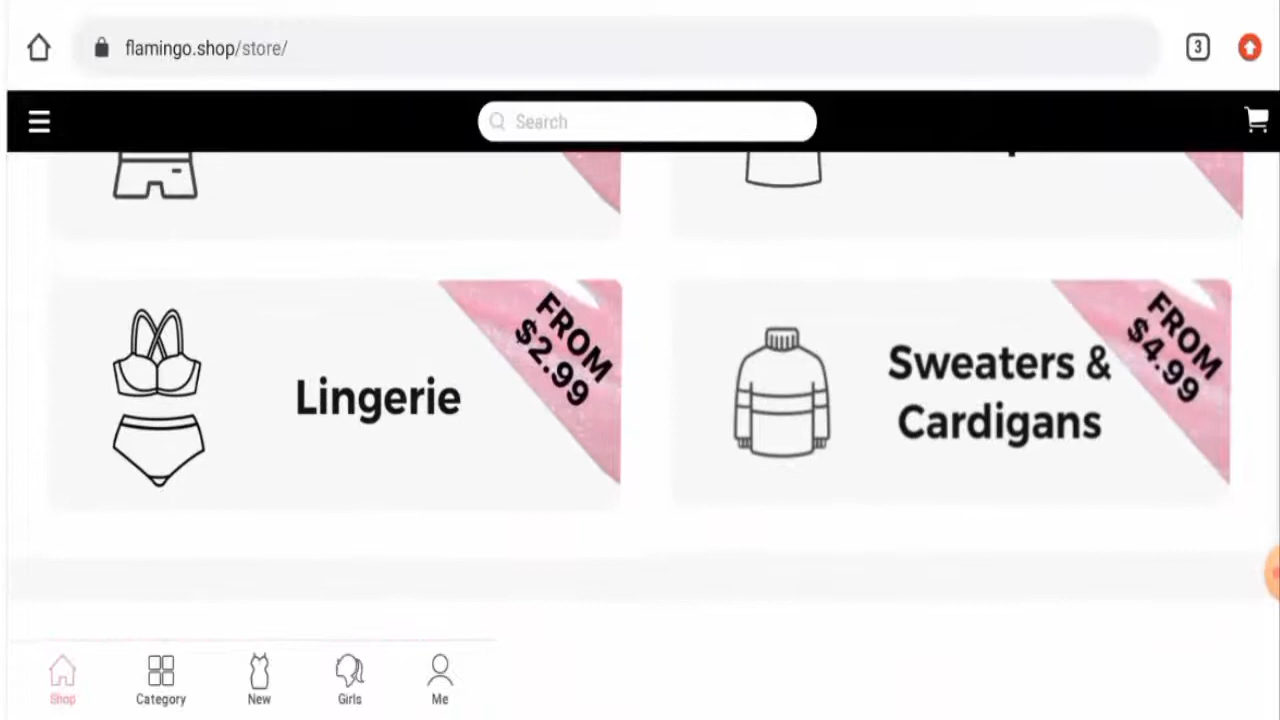 flamingo.shop/store/
3
Search
Lingerie
FROM
$2.99
Sweaters &
Cardigans
FROM
$4.99
Shop
Category
New
Girls
Me